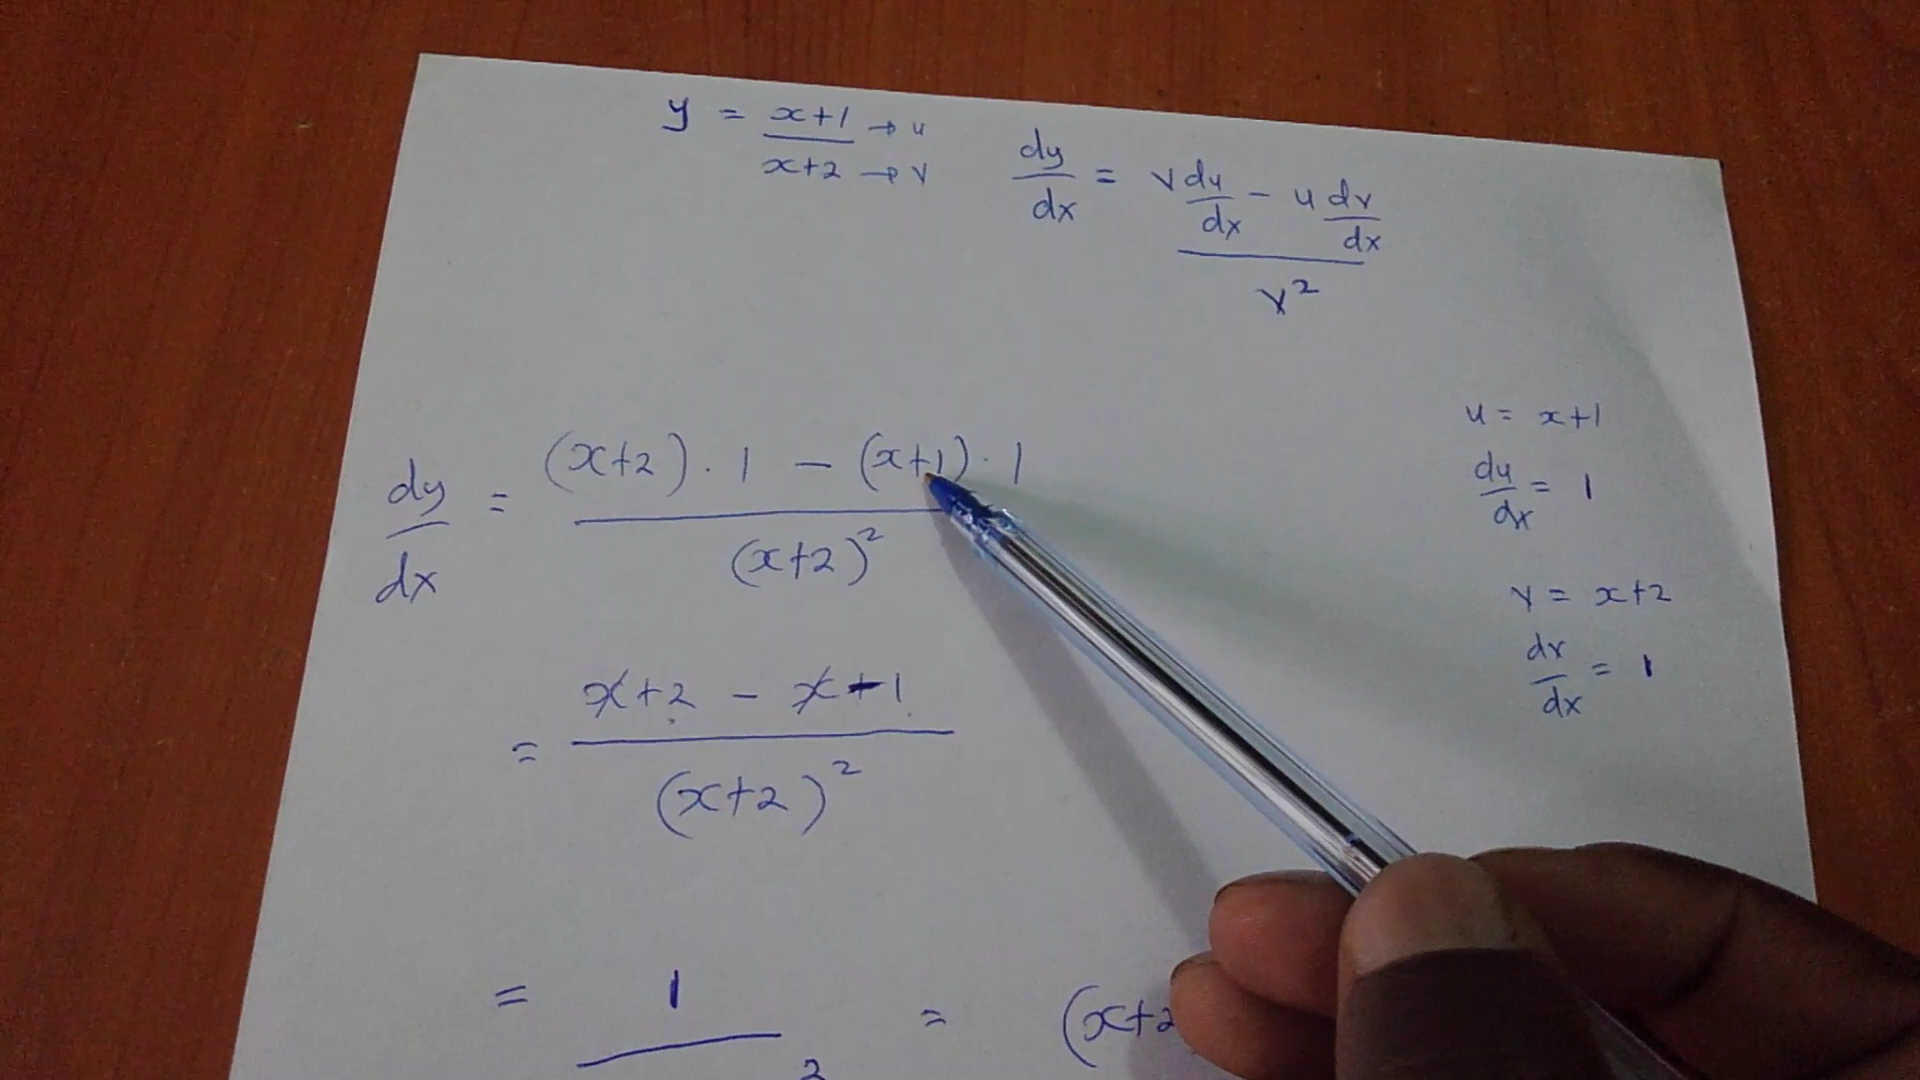 y = x+1 → u
x+2 → v
dy/dx = v du/dx - u dv/dx
v²
u = x+1
du/dx = 1
v = x+2
dv/dx = 1
dy/dx = (x+2) . 1 - (x+1) . 1
(x+2)²
= x+2 - x-1
(x+2)²
= 1 = (x+2
2